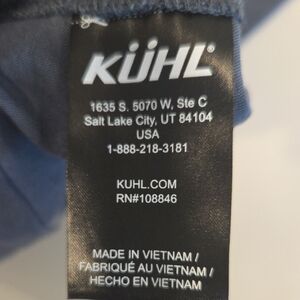 KÜHL®
1635 S. 5070 W, Ste C
Salt Lake City, UT 84104
USA
1-888-218-3181
KUHL.COM
RN#108846
MADE IN VIETNAM /
FABRIQUÉ AU VIETNAM /
HECHO EN VIETNAM